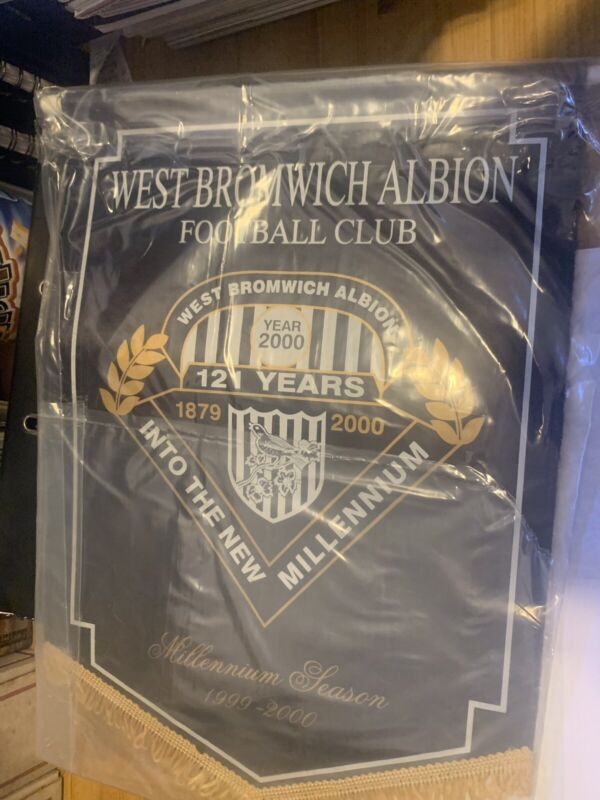 WEST BROMWICH ALBION
FOOTBALL CLUB
WEST BROMWICH ALBION
YEAR
2000
121 YEARS
1879 2000
INTO THE NEW
MILLENNIUM
Millennium Season
1999-2000